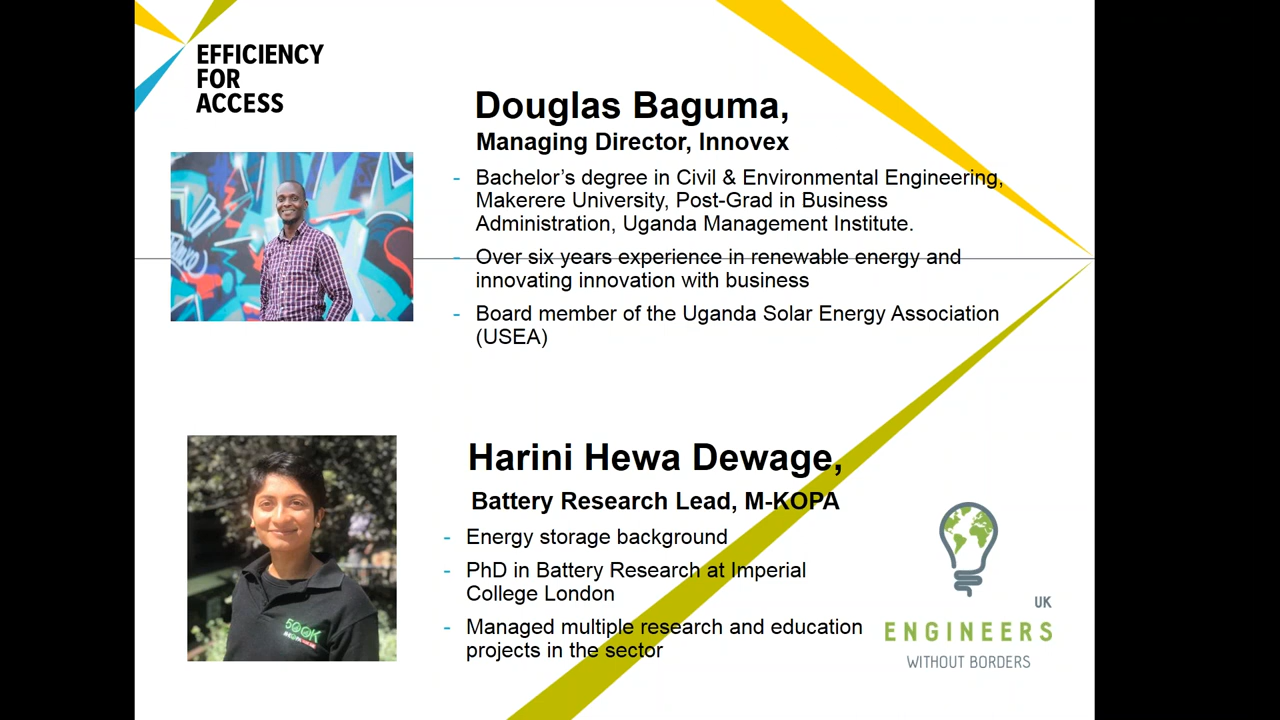 EFFICIENCY
FOR
ACCESS
Douglas Baguma,
Managing Director, Innovex
- Bachelor’s degree in Civil & Environmental Engineering,
Makerere University, Post-Grad in Business
Administration, Uganda Management Institute.
- Over six years experience in renewable energy and
innovating innovation with business
- Board member of the Uganda Solar Energy Association
(USEA)
Harini Hewa Dewage,
Battery Research Lead, M-KOPA
- Energy storage background
- PhD in Battery Research at Imperial
College London
- Managed multiple research and education
projects in the sector
500K
UK
ENGINEERS
WITHOUT BORDERS